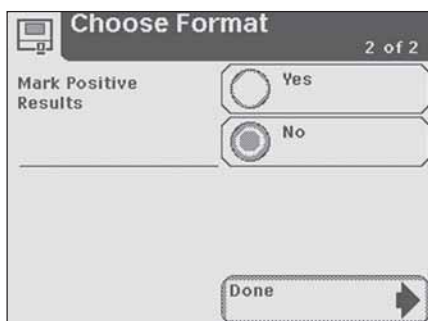 Choose Format
2 of 2
Mark Positive
Results
Yes
No
Done